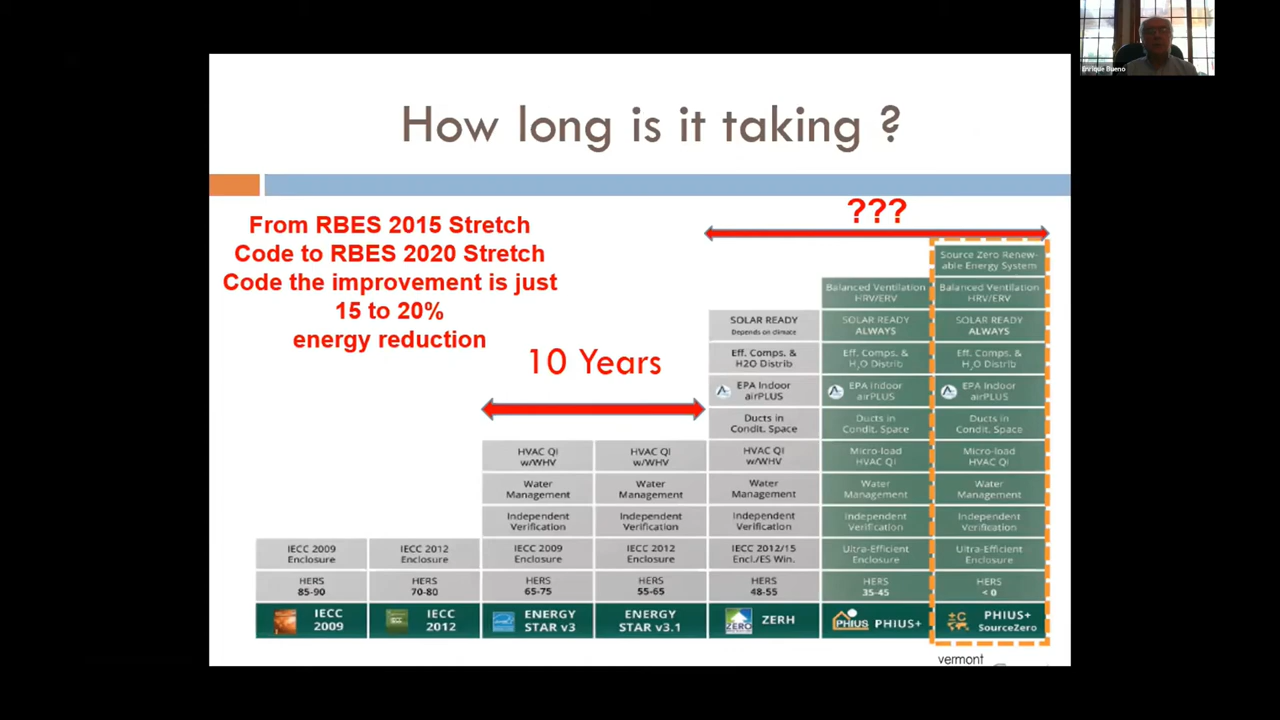 Enrique Bueno
How long is it taking ?
From RBES 2015 Stretch
Code to RBES 2020 Stretch
Code the improvement is just
15 to 20%
energy reduction
10 Years
???
IECC 2009
Enclosure
HERS
85-90
IECC
2009
IECC 2012
Enclosure
HERS
70-80
IECC
2012
HVAC QI
w/WHV
Water
Management
Independent
Verification
IECC 2009
Enclosure
HERS
65-75
ENERGY
STAR v3
HVAC QI
w/WHV
Water
Management
Independent
Verification
IECC 2012
Enclosure
HERS
55-65
ENERGY
STAR v3.1
SOLAR READY
Depends on climate
Eff. Comps. &
H2O Distrib
EPA Indoor
airPLUS
Ducts in
Condit. Space
HVAC QI
w/WHV
Water
Management
Independent
Verification
IECC 2012/15
Encl./ES Win.
HERS
48-55
ZERO
ZERH
Balanced Ventilation
HRV/ERV
SOLAR READY
ALWAYS
Eff. Comps. &
H₂O Distrib
EPA Indoor
airPLUS
Ducts in
Condit. Space
Micro-load
HVAC QI
Water
Management
Independent
Verification
Ultra-Efficient
Enclosure
HERS
35-45
PHIUS
PHIUS+
Source Zero Renew-
able Energy System
Balanced Ventilation
HRV/ERV
SOLAR READY
ALWAYS
Eff. Comps. &
H₂O Distrib
EPA Indoor
airPLUS
Ducts in
Condit. Space
Micro-load
HVAC QI
Water
Management
Independent
Verification
Ultra-Efficient
Enclosure
HERS
< 0
PHIUS+
SourceZero
vermont